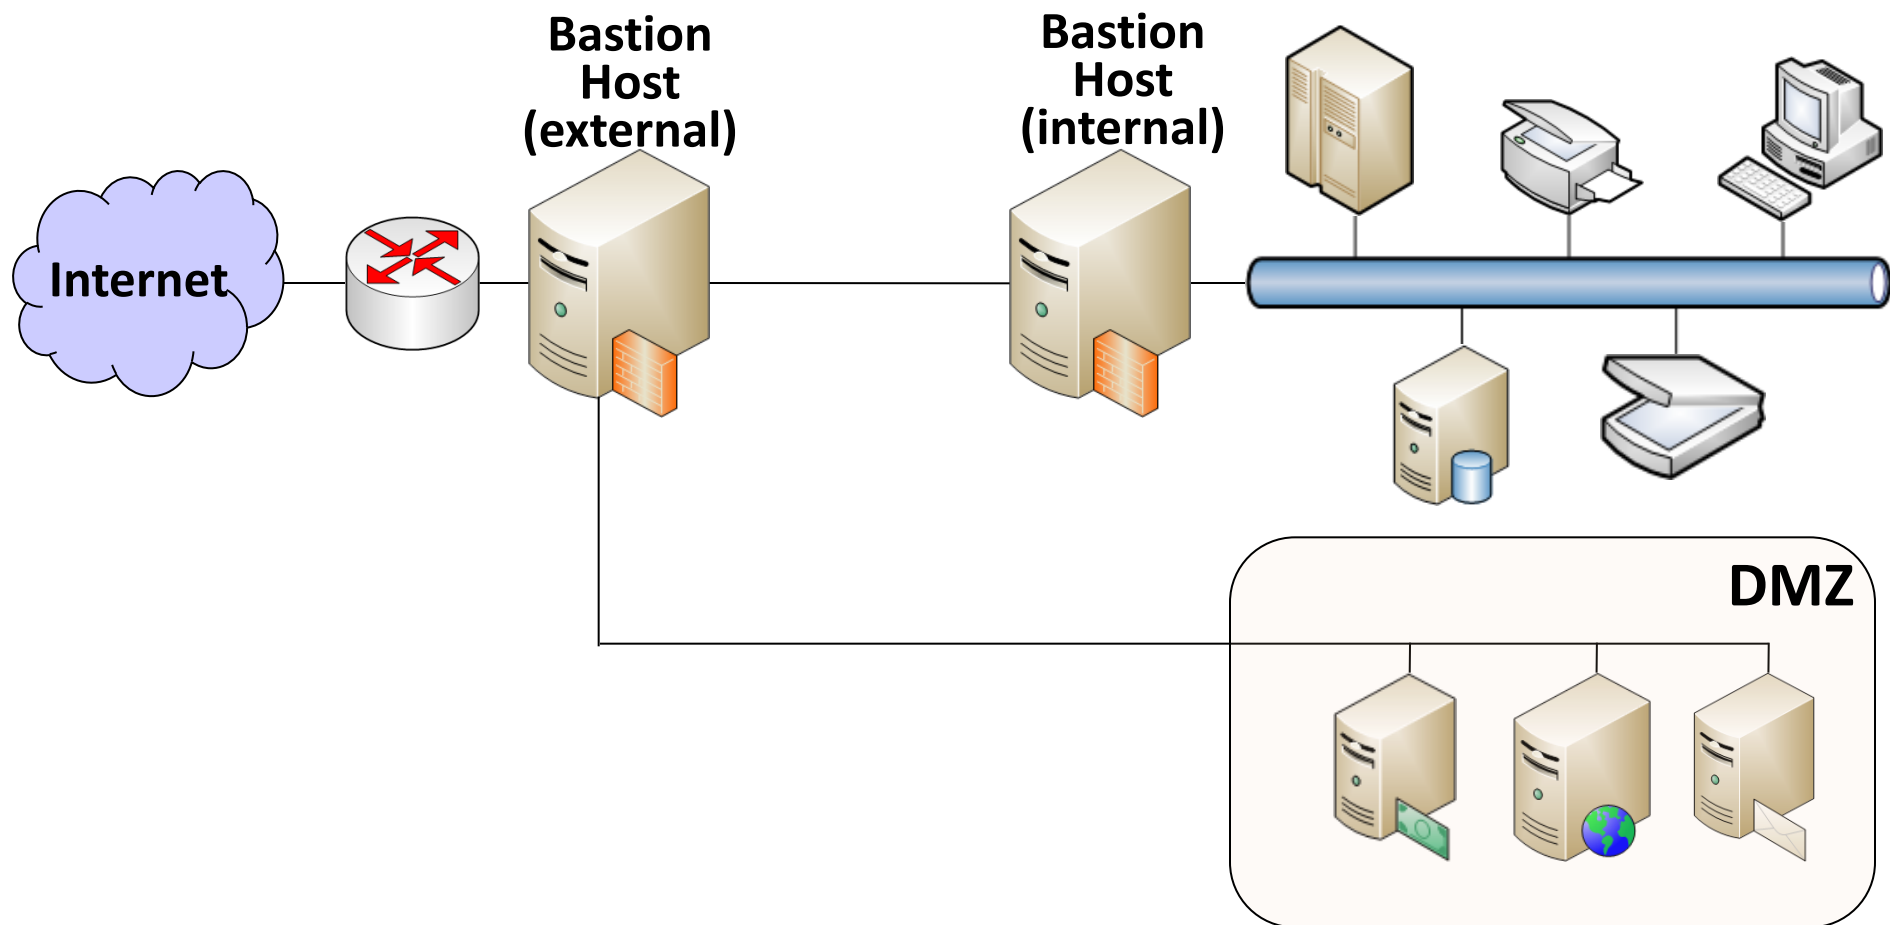 Bastion
Host
(external)
Bastion
Host
(internal)
Internet
DMZ